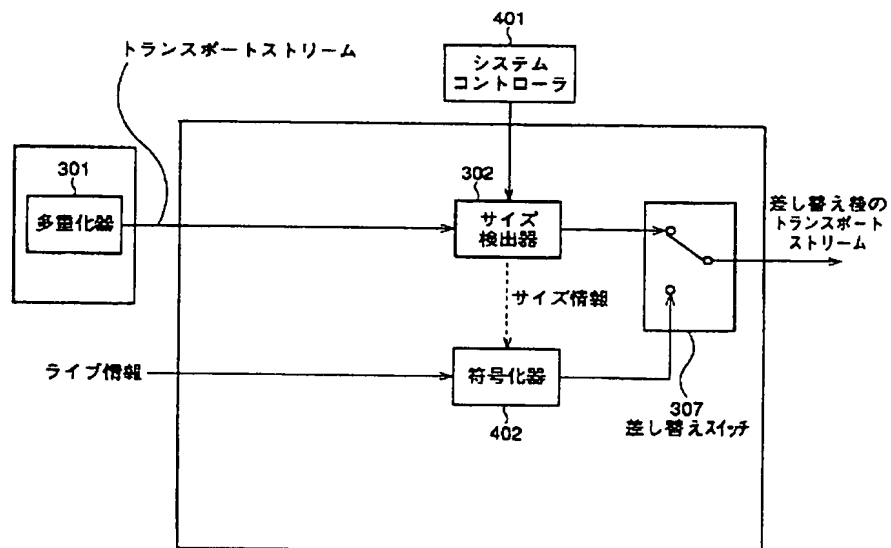 401
トランスポートストリーム
システム
コントローラ
301
多重化器
302
サイズ
検出器
差し替え後の
トランスポート
ストリーム
サイズ情報
ライブ情報
符号化器
402
307
差し替えスイッチ